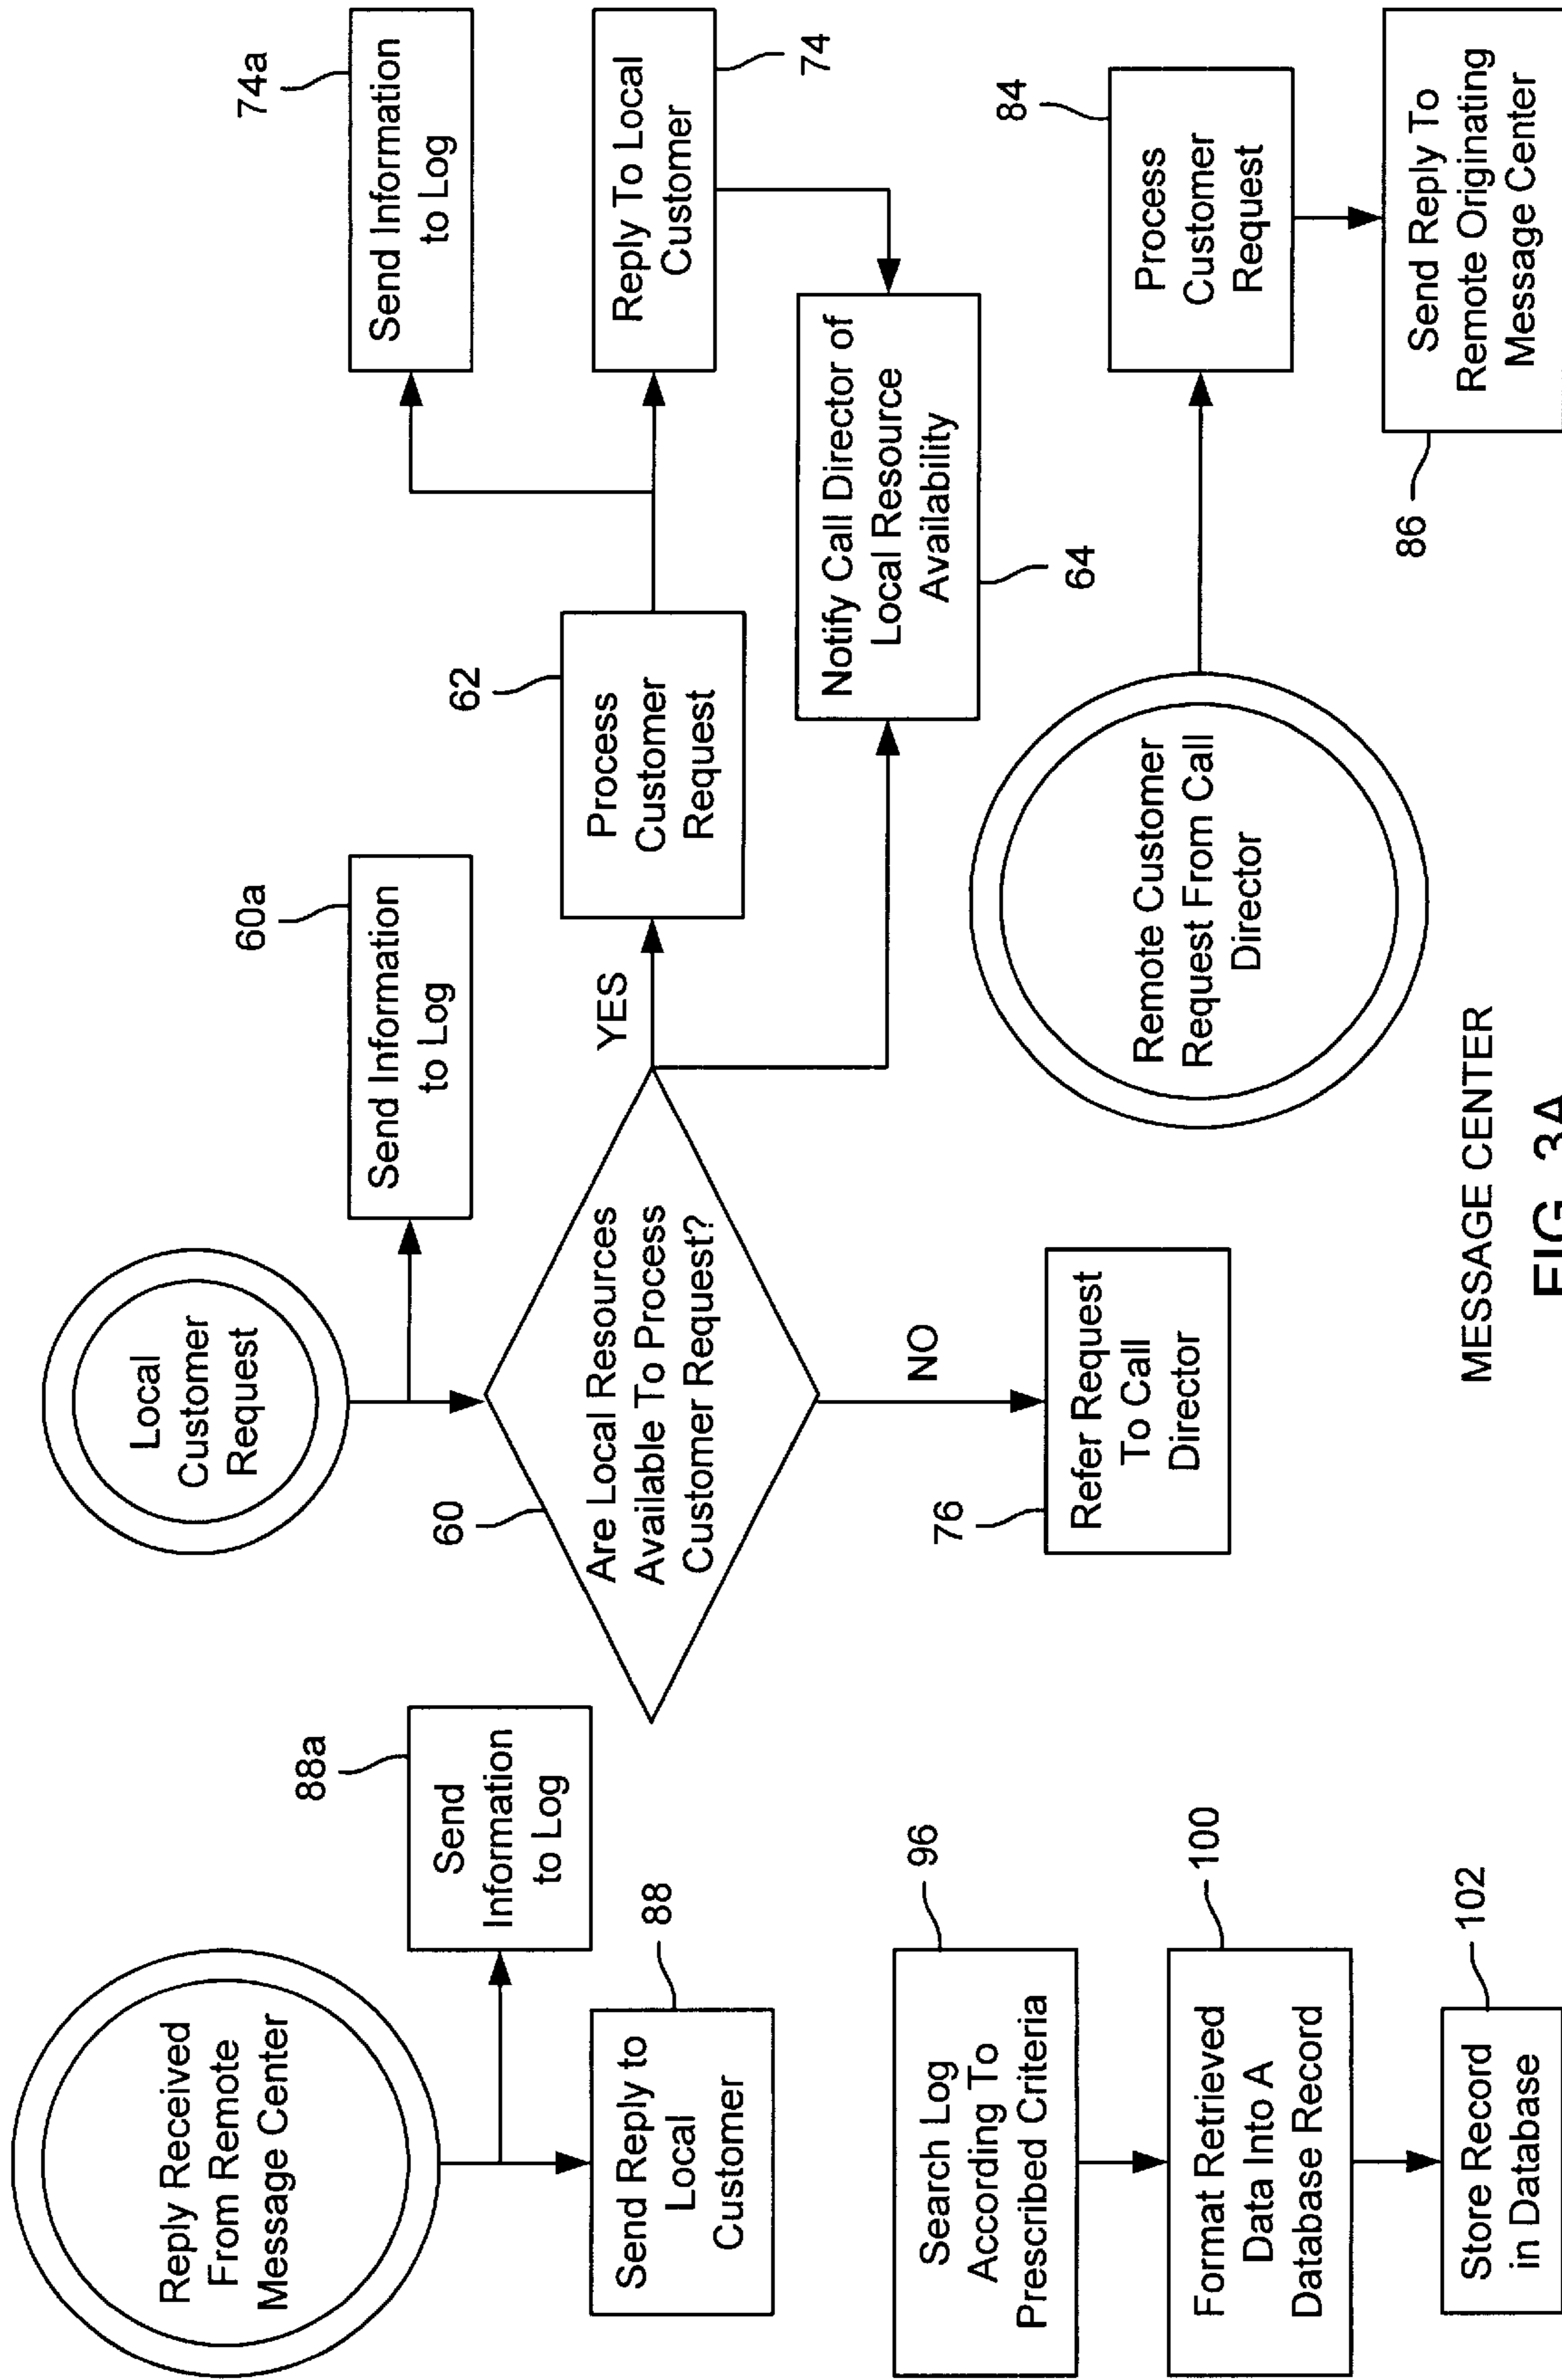 Reply Received
From Remote
Message Center
88a
Send
Information
to Log
Send Reply to
Local
Customer
88
Search Log
According To
Prescribed Criteria
96
Format Retrieved
Data Into A
Database Record
100
Store Record
in Database
102
Local
Customer
Request
60a
Send Information
to Log
60
Are Local Resources
Available To Process
Customer Request?
YES
NO
76
Refer Request
To Call
Director
62
Process
Customer
Request
74a
Send Information
to Log
Reply To Local
Customer
74
Notify Call Director of
Local Resource
Availability
64
Remote Customer
Request From Call
Director
84
Process
Customer
Request
86
Send Reply To
Remote Originating
Message Center
MESSAGE CENTER
FIG. 3A